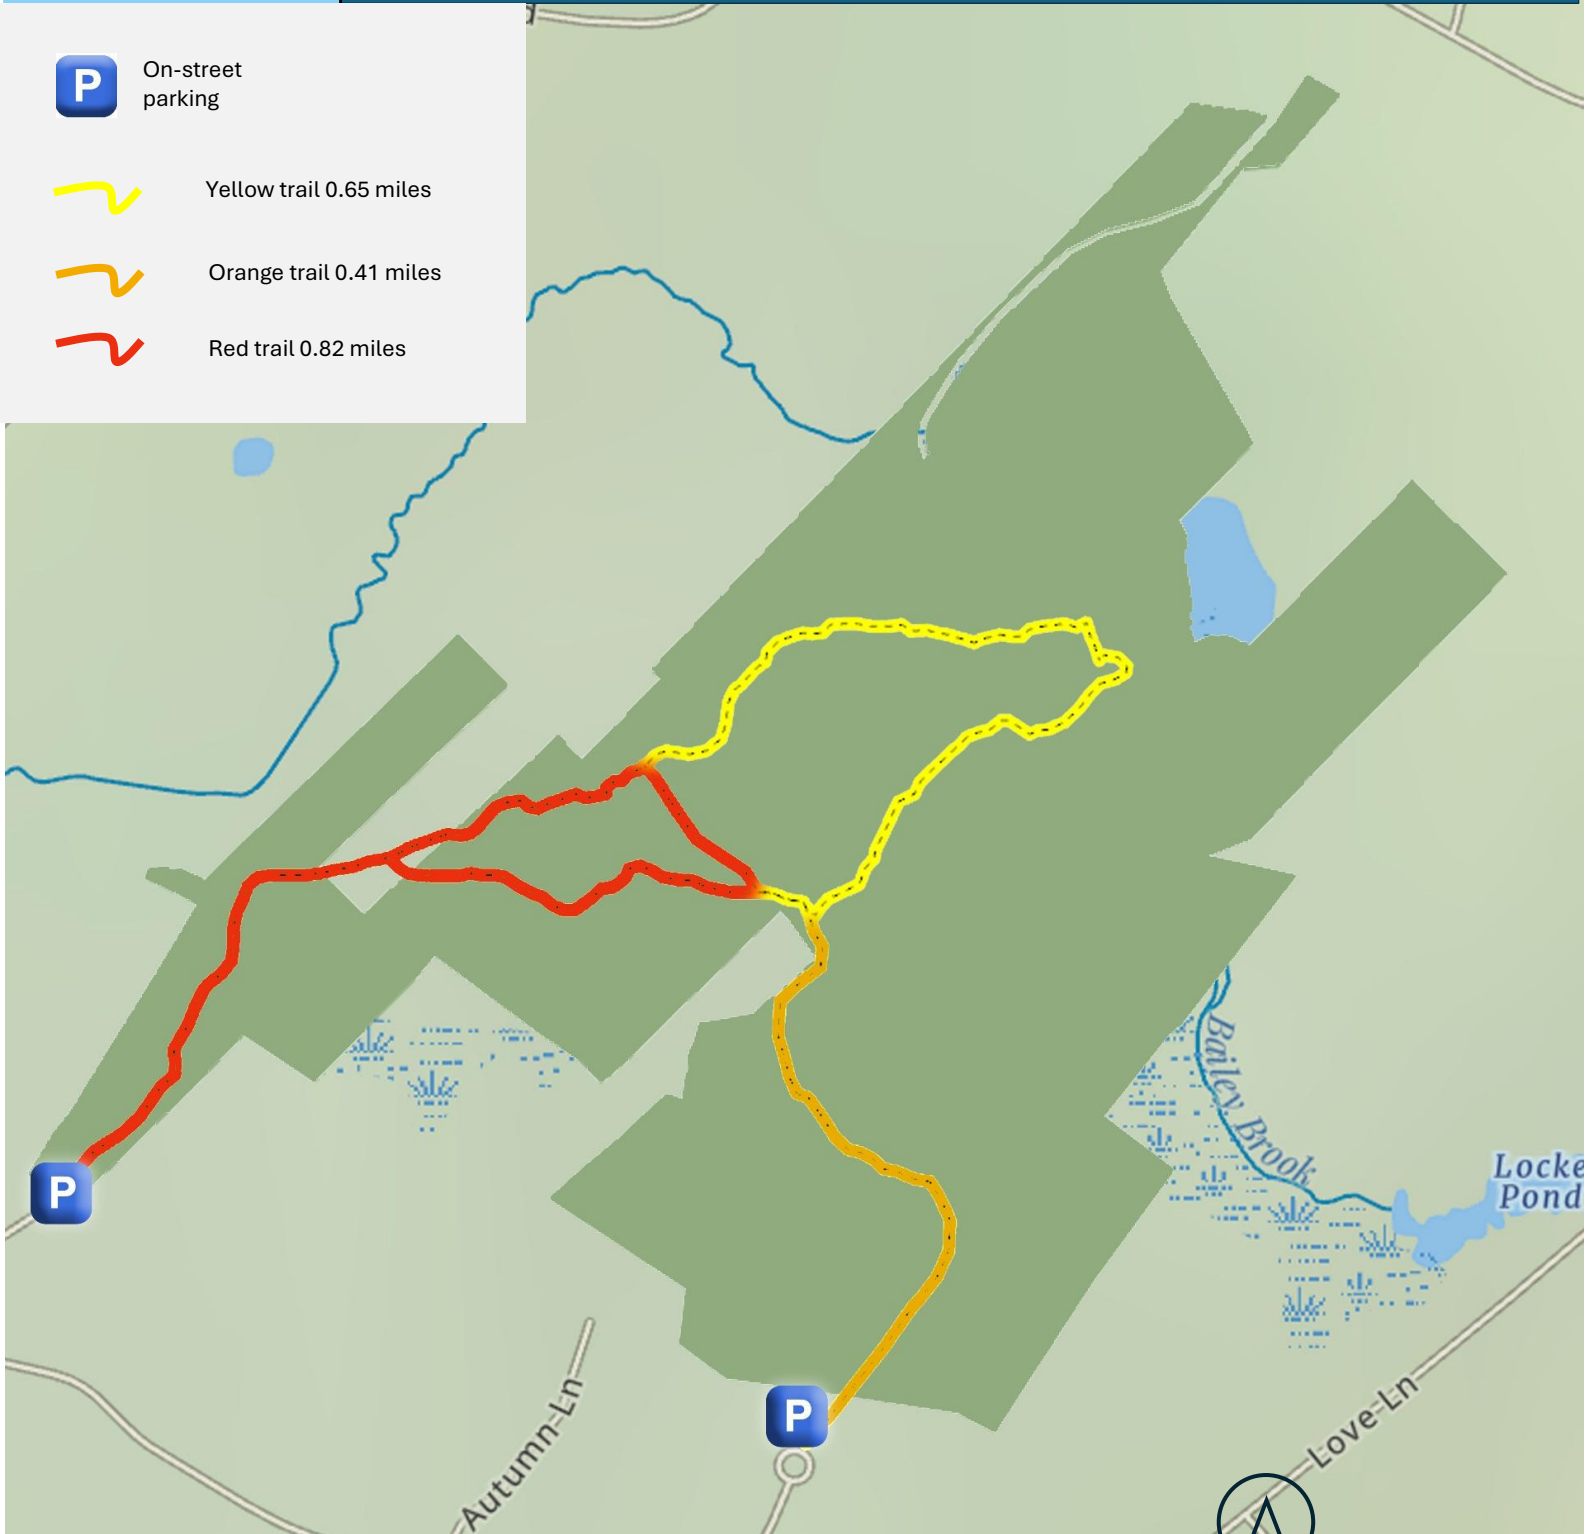 P
On-street
parking
Yellow trail 0.65 miles
Orange trail 0.41 miles
Red trail 0.82 miles
Bailey Brook
Locke
Pond
P
P
Autumn-Ln
Love-Ln